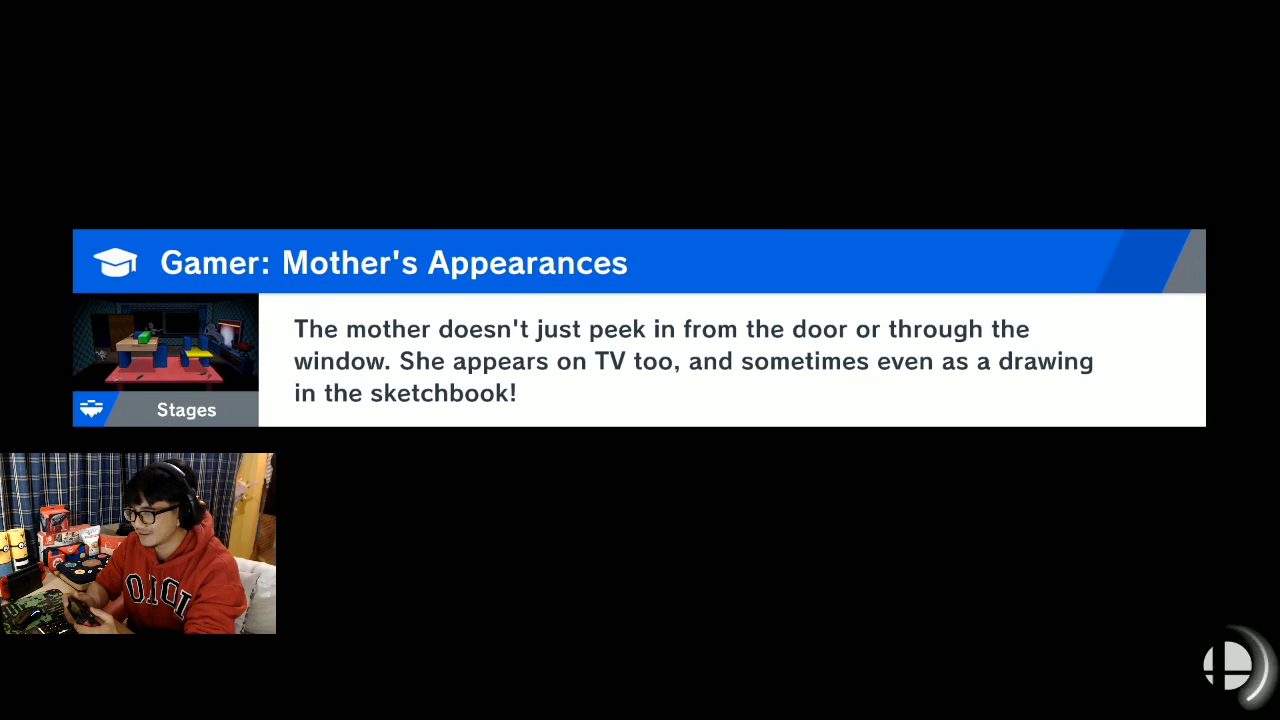 Gamer: Mother's Appearances
The mother doesn't just peek in from the door or through the
window. She appears on TV too, and sometimes even as a drawing
in the sketchbook!
Stages